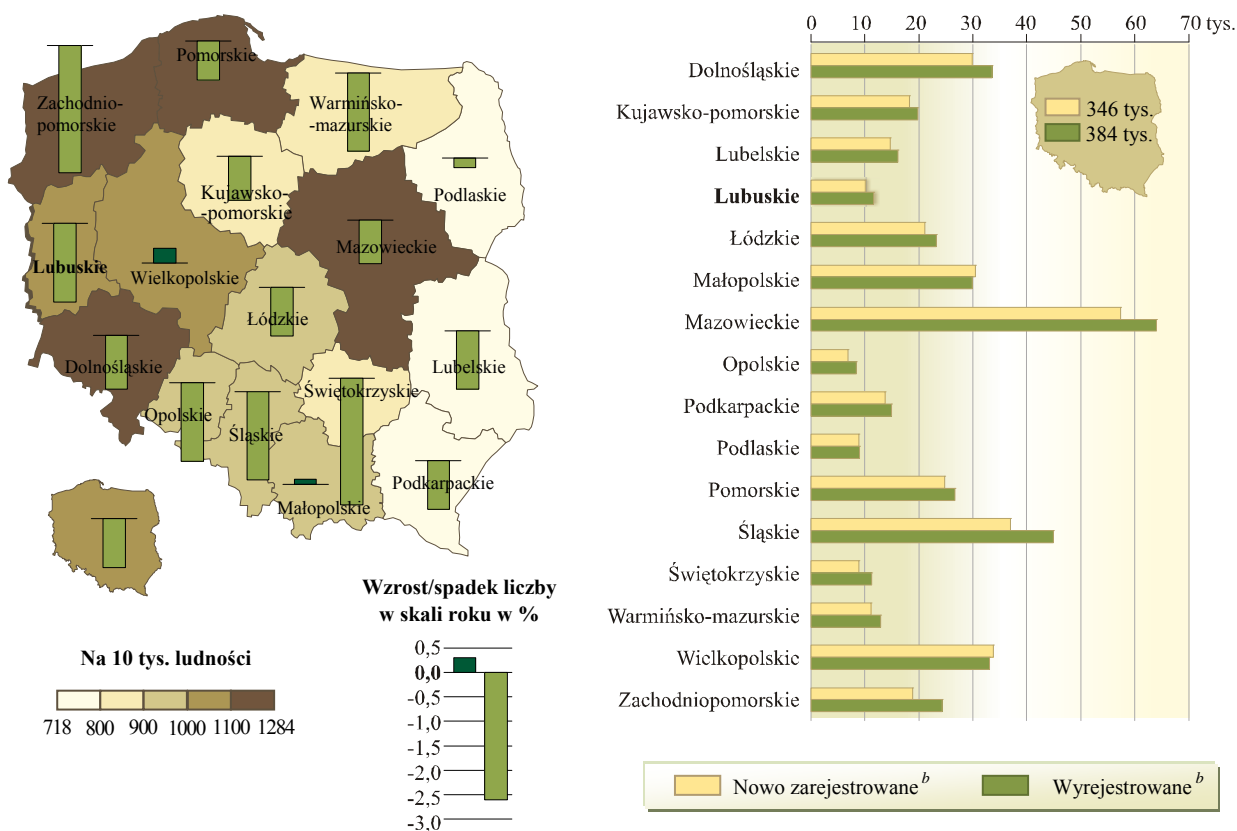 Pomorskie
Zachodnio-
pomorskie
Warmińsko-
-mazurskie
Kujawsko-
-pomorskie
Podlaskie
Mazowieckie
Lubuskie
Wielkopolskie
Łódzkie
Dolnośląskie
Lubelskie
Opolskie
Śląskie
Świętokrzyskie
Podkarpackie
Małopolskie
Na 10 tys. ludności
718 800 900 1000 1100 1284
Wzrost/spadek liczby
w skali roku w %
0,5
0,0
-0,5
-1,0
-1,5
-2,0
-2,5
-3,0
0 10 20 30 40 50 60 70 tys.
Dolnośląskie
Kujawsko-pomorskie
Lubelskie
Lubuskie
Łódzkie
Małopolskie
Mazowieckie
Opolskie
Podkarpackie
Podlaskie
Pomorskie
Śląskie
Świętokrzyskie
Warmińsko-mazurskie
Wielkopolskie
Zachodniopomorskie
346 tys.
384 tys.
Nowo zarejestrowane b
Wyrejestrowane b